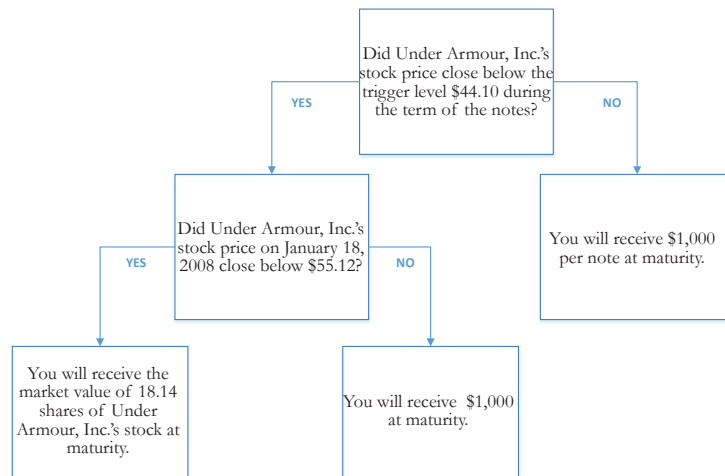 Did Under Armour, Inc.'s
stock price close below the
trigger level $44.10 during
the term of the notes?
YES
NO
Did Under Armour, Inc.'s
stock price on January 18,
2008 close below $55.12?
You will receive $1,000
per note at maturity.
YES
NO
You will receive the
market value of 18.14
shares of Under
Armour, Inc.'s stock at
maturity.
You will receive $1,000
at maturity.